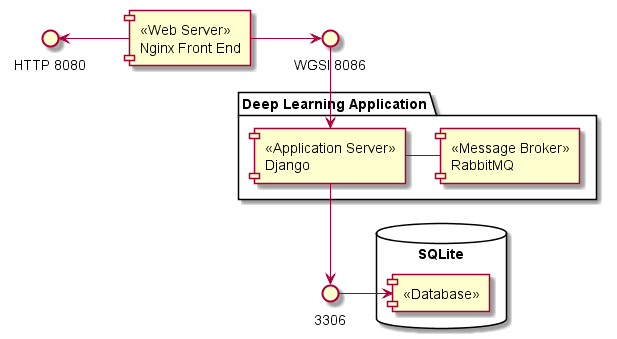 «Web Server»
Nginx Front End
HTTP 8080
WGSI 8086
Deep Learning Application
«Application Server»
Django
«Message Broker»
RabbitMQ
SQLite
«Database»
3306